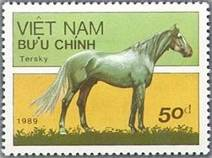 VIỆT NAM
BƯU CHÍNH
Tersky
1989
50đ